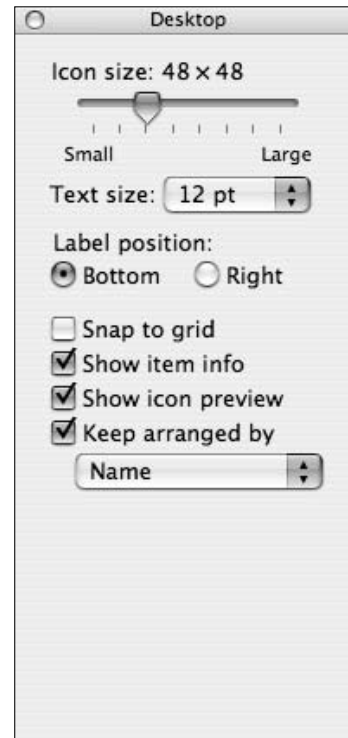 Desktop
Icon size: 48 × 48
Small Large
Text size: 12 pt
Label position:
Bottom Right
Snap to grid
Show item info
Show icon preview
Keep arranged by
Name